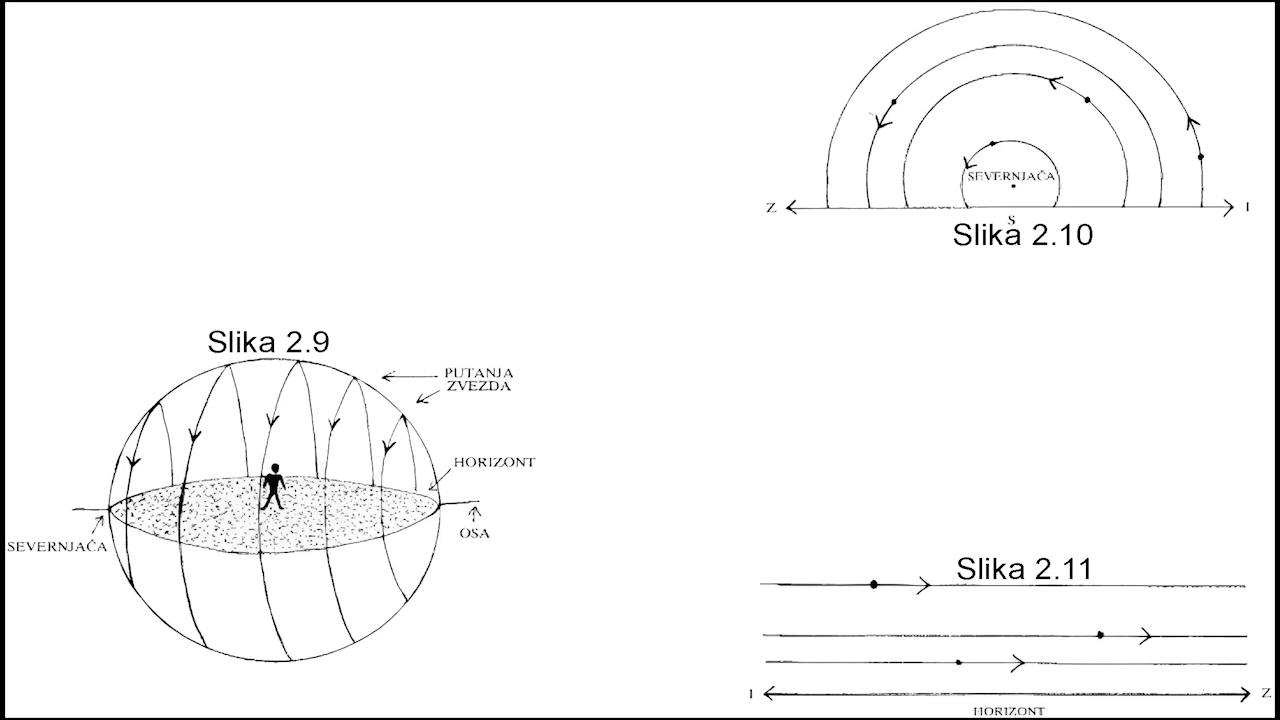 Slika 2.9
PUTANJA
ZVEZDA
HORIZONT
OSA
SEVERNJAČA
SEVERNJAČA
Z
I
S
Slika 2.10
Slika 2.11
I
Z
HORIZONT